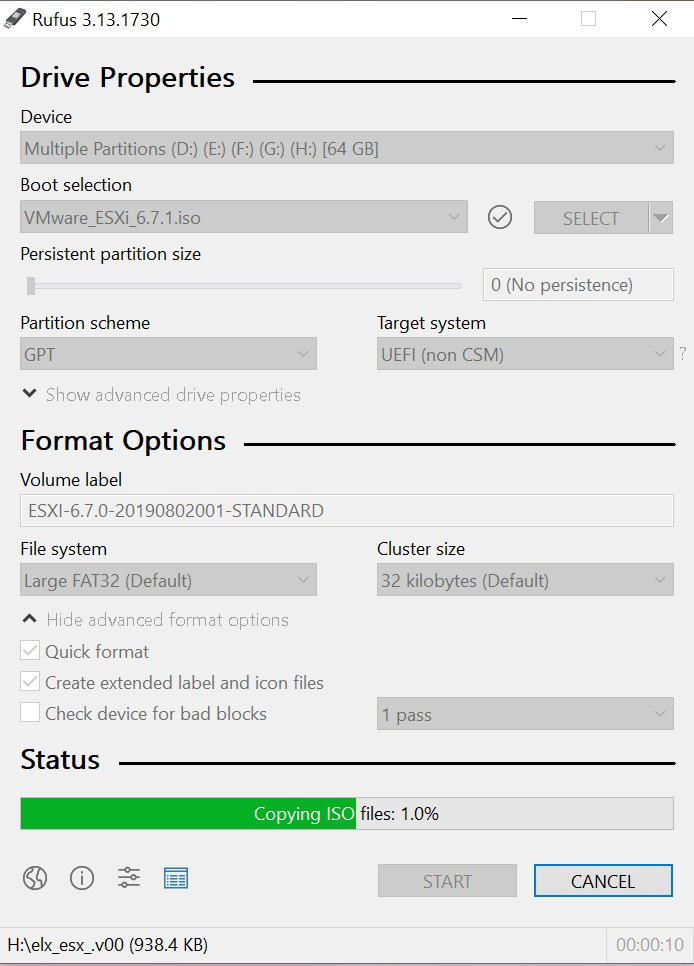 Rufus 3.13.1730
Drive Properties
Device
Multiple Partitions (D:) (E:) (F:) (G:) (H:) [64 GB]
Boot selection
VMware_ESXi_6.7.1.iso
SELECT
Persistent partition size
0 (No persistence)
Partition scheme
Target system
GPT
UEFI (non CSM)
?
Show advanced drive properties
Format Options
Volume label
ESXI-6.7.0-20190802001-STANDARD
File system
Cluster size
Large FAT32 (Default)
32 kilobytes (Default)
Hide advanced format options
Quick format
Create extended label and icon files
Check device for bad blocks
1 pass
Status
Copying ISO files: 1.0%
START
CANCEL
H:\elx_esx_.v00 (938.4 KB)
00:00:10